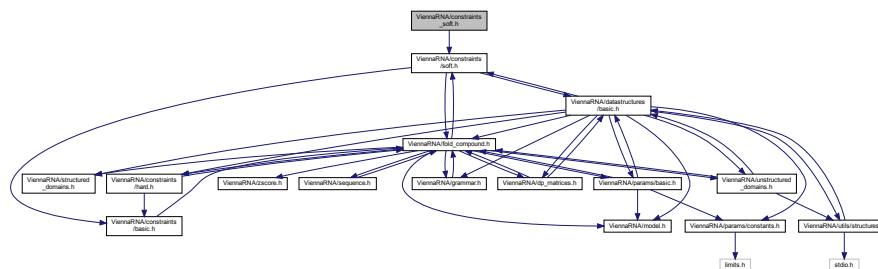 ViennaRNA/constraints
_soft.h
ViennaRNA/constraints
/soft.h
ViennaRNA/datastructures
/basic.h
ViennaRNA/fold_compound.h
ViennaRNA/structured
_domains.h
ViennaRNA/constraints
/hard.h
ViennaRNA/zscore.h
ViennaRNA/sequence.h
ViennaRNA/grammar.h
ViennaRNA/dp_matrices.h
ViennaRNA/params/basic.h
ViennaRNA/unstructured
_domains.h
ViennaRNA/constraints
/basic.h
ViennaRNA/model.h
ViennaRNA/params/constants.h
ViennaRNA/utils/structures.h
limits.h
stdio.h